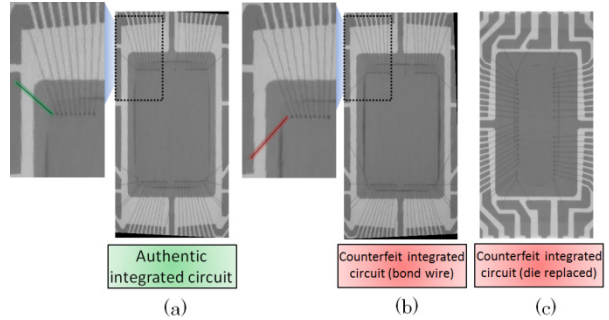 Authentic
integrated circuit
Counterfeit integrated
circuit (bond wire)
Counterfeit integrated
circuit (die replaced)
(a)
(b)
(c)